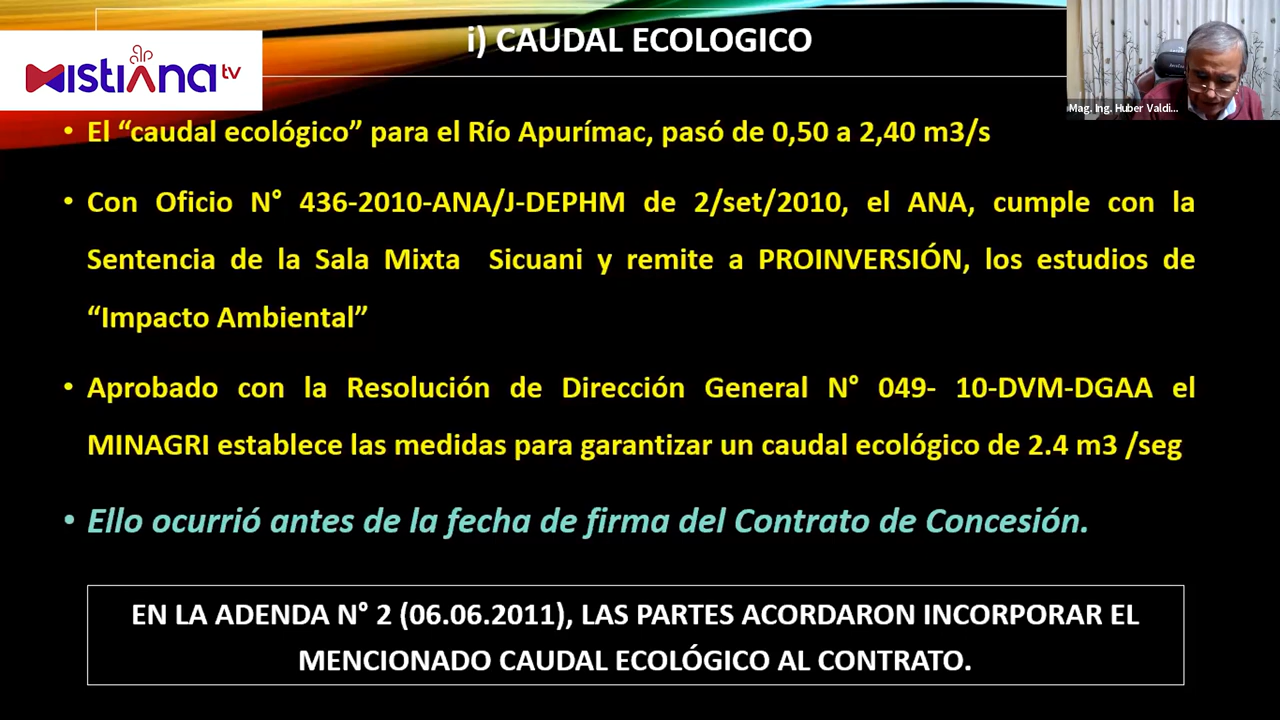 i) CAUDAL ECOLOGICO
MISTIANA tv
Mag. Ing. Huber Valdi...
• El “caudal ecológico” para el Río Apurímac, pasó de 0,50 a 2,40 m3/s
• Con Oficio N° 436-2010-ANA/J-DEPHM de 2/set/2010, el ANA, cumple con la
Sentencia de la Sala Mixta Sicuani y remite a PROINVERSIÓN, los estudios de
“Impacto Ambiental”
• Aprobado con la Resolución de Dirección General N° 049- 10-DVM-DGAA el
MINAGRI establece las medidas para garantizar un caudal ecológico de 2.4 m3 /seg
• Ello ocurrió antes de la fecha de firma del Contrato de Concesión.
EN LA ADENDA N° 2 (06.06.2011), LAS PARTES ACORDARON INCORPORAR EL
MENCIONADO CAUDAL ECOLÓGICO AL CONTRATO.